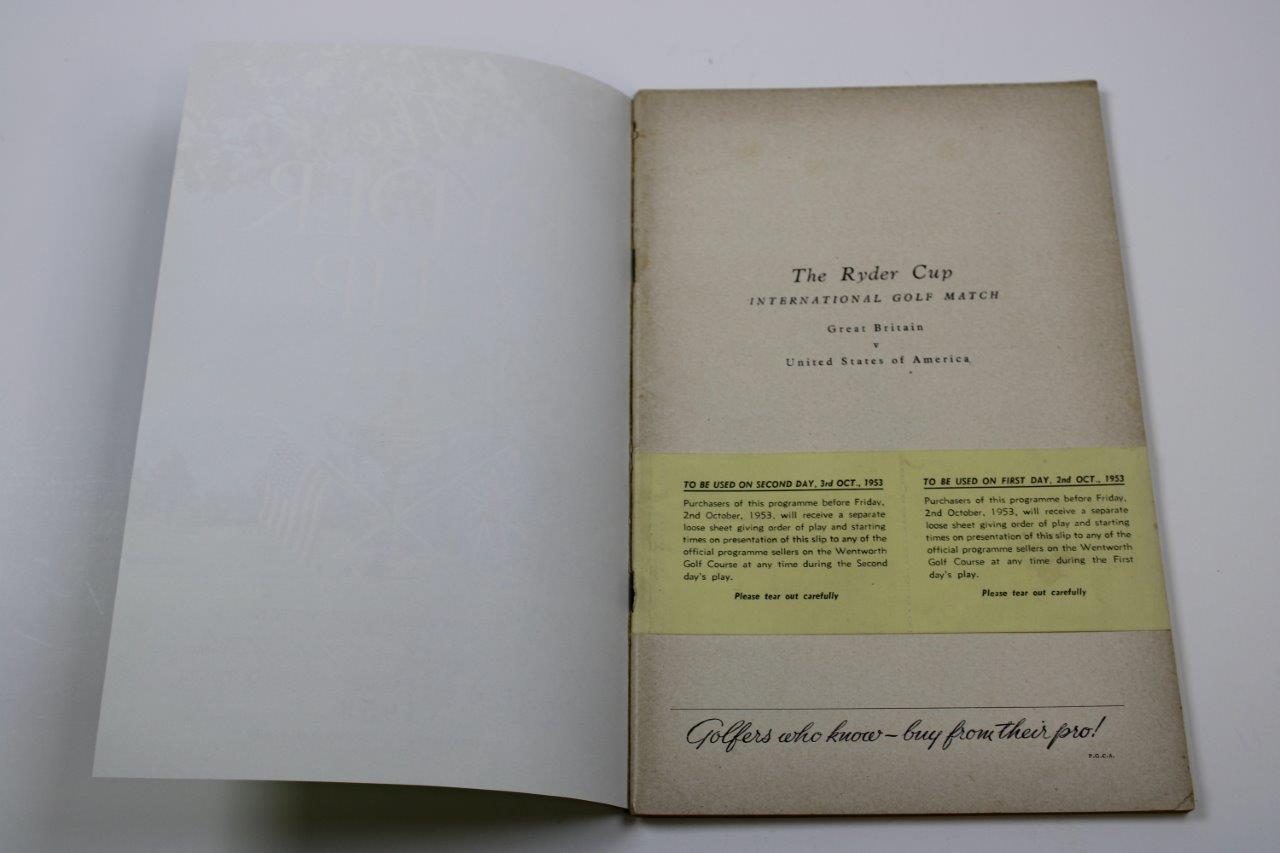 The
RYDER
CUP
The Ryder Cup
INTERNATIONAL GOLF MATCH
Great Britain
v
United States of America
TO BE USED ON SECOND DAY, 3rd OCT., 1953
Purchasers of this programme before Friday,
2nd October, 1953, will receive a separate
loose sheet giving order of play and starting
times on presentation of this slip to any of the
official programme sellers on the Wentworth
Golf Course at any time during the Second
day's play.
Please tear out carefully
TO BE USED ON FIRST DAY, 2nd OCT., 1953
Purchasers of this programme before Friday,
2nd October, 1953, will receive a separate
loose sheet giving order of play and starting
times on presentation of this slip to any of the
official programme sellers on the Wentworth
Golf Course at any time during the First
day's play.
Please tear out carefully
Golfers who know – buy from their pro!
P.G.C.A.